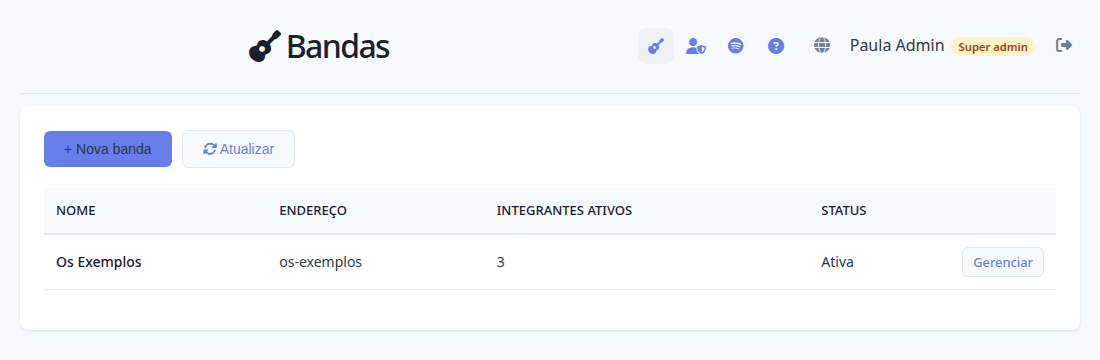 Bandas
Paula Admin Super admin
+ Nova banda Atualizar
NOME ENDEREÇO INTEGRANTES ATIVOS STATUS
Os Exemplos os-exemplos 3 Ativa Gerenciar